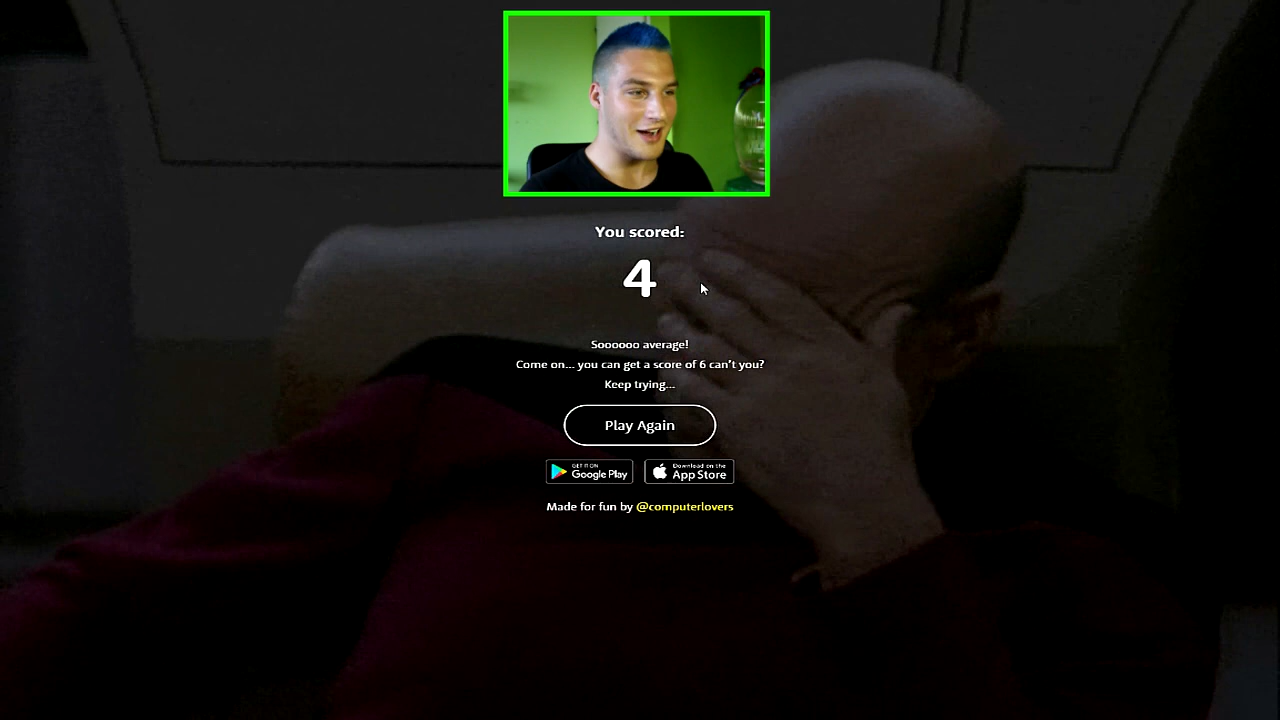 You scored:
4
Soooooo average!
Come on... you can get a score of 6 can't you?
Keep trying...
Play Again
GET IT ON
Google Play
Download on the
App Store
Made for fun by @computerlovers